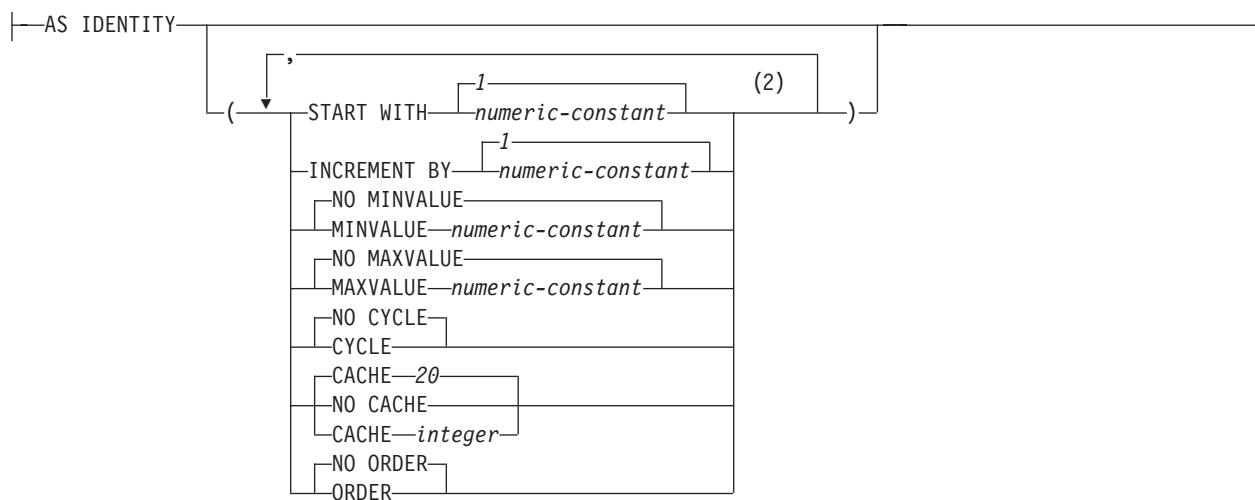 AS IDENTITY
,
1 (2)
( START WITH numeric-constant )
1
INCREMENT BY numeric-constant
NO MINVALUE
MINVALUE numeric-constant
NO MAXVALUE
MAXVALUE numeric-constant
NO CYCLE
CYCLE
CACHE 20
NO CACHE
CACHE integer
NO ORDER
ORDER